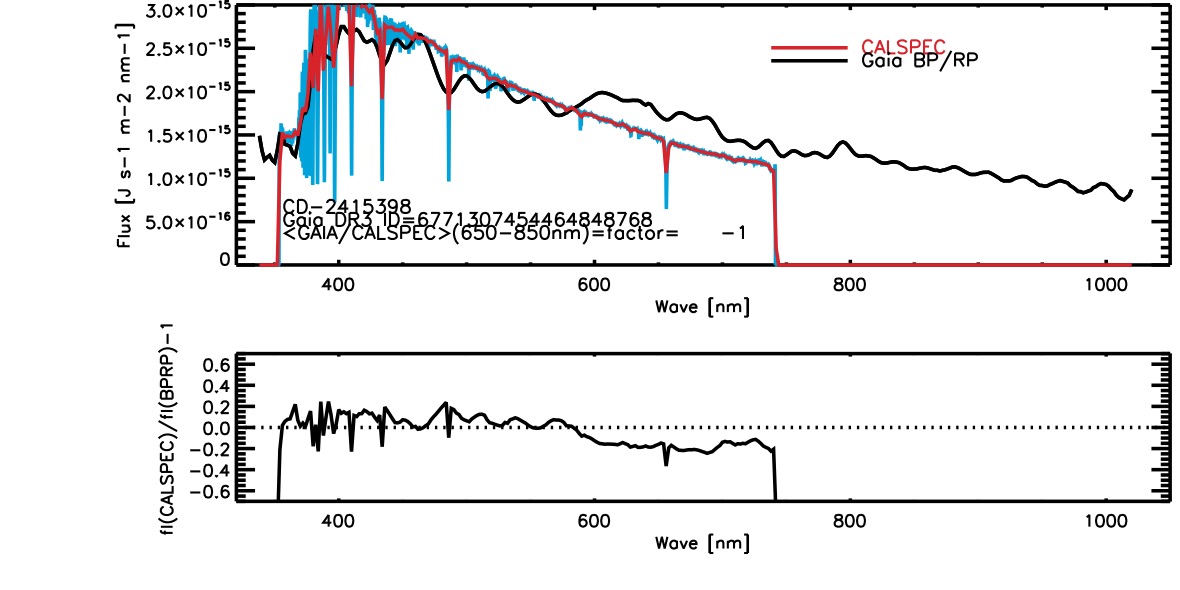 3.0×10⁻¹⁵
2.5×10⁻¹⁵
2.0×10⁻¹⁵
1.5×10⁻¹⁵
1.0×10⁻¹⁵
5.0×10⁻¹⁶
0
Flux [J s−1 m−2 nm−1]
CALSPEC
Gaia BP/RP
CD−2415398
Gaia DR3 ID=6771307454464848768
<GAIA/CALSPEC>(650−850nm)=factor= −1
400 600 800 1000
Wave [nm]
0.6
0.4
0.2
0.0
−0.2
−0.4
−0.6
fl(CALSPEC)/fl(BPRP)−1
400 600 800 1000
Wave [nm]